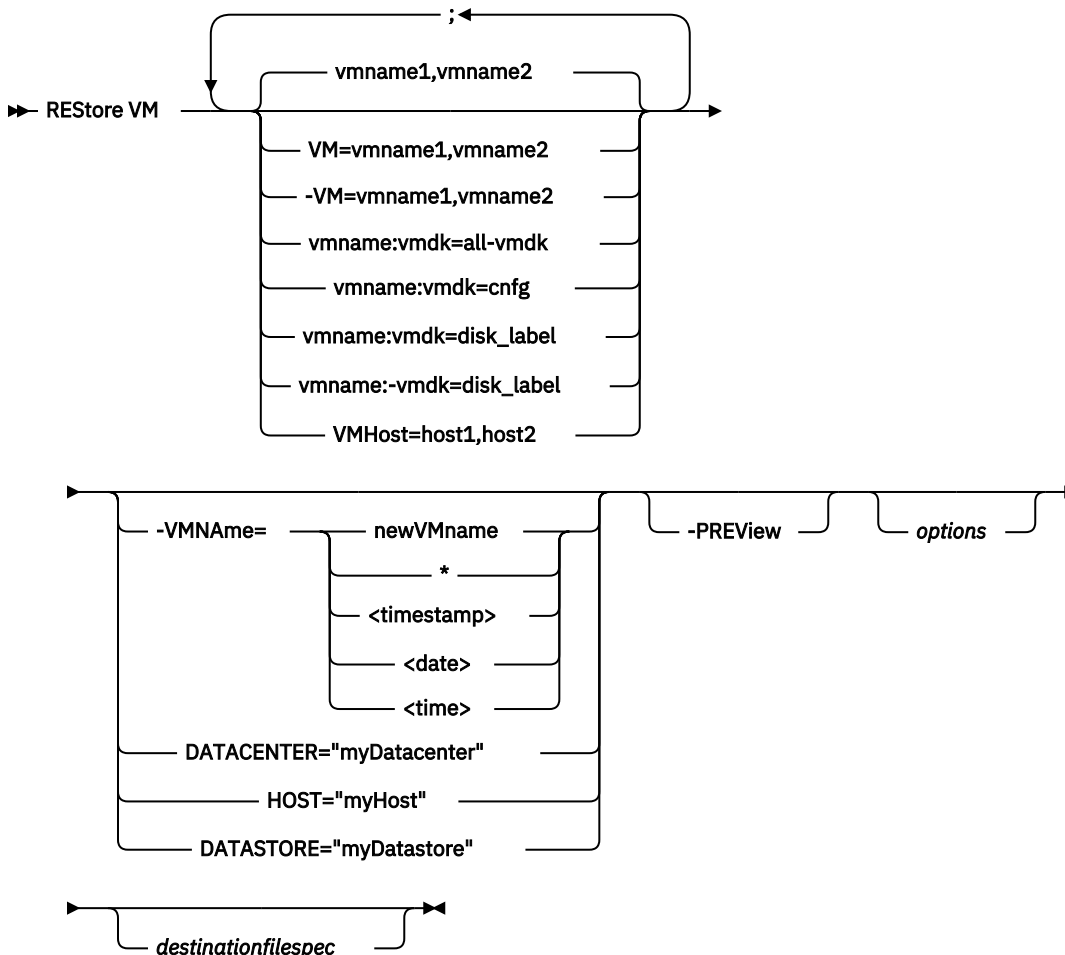 ;
vmname1,vmname2
REStore VM
VM=vmname1,vmname2
-VM=vmname1,vmname2
vmname:vmdk=all-vmdk
vmname:vmdk=cnfg
vmname:vmdk=disk_label
vmname:-vmdk=disk_label
VMHost=host1,host2
-VMNAme= newVMname -PREView options
*
<timestamp>
<date>
<time>
DATACENTER="myDatacenter"
HOST="myHost"
DATASTORE="myDatastore"
destinationfilespec